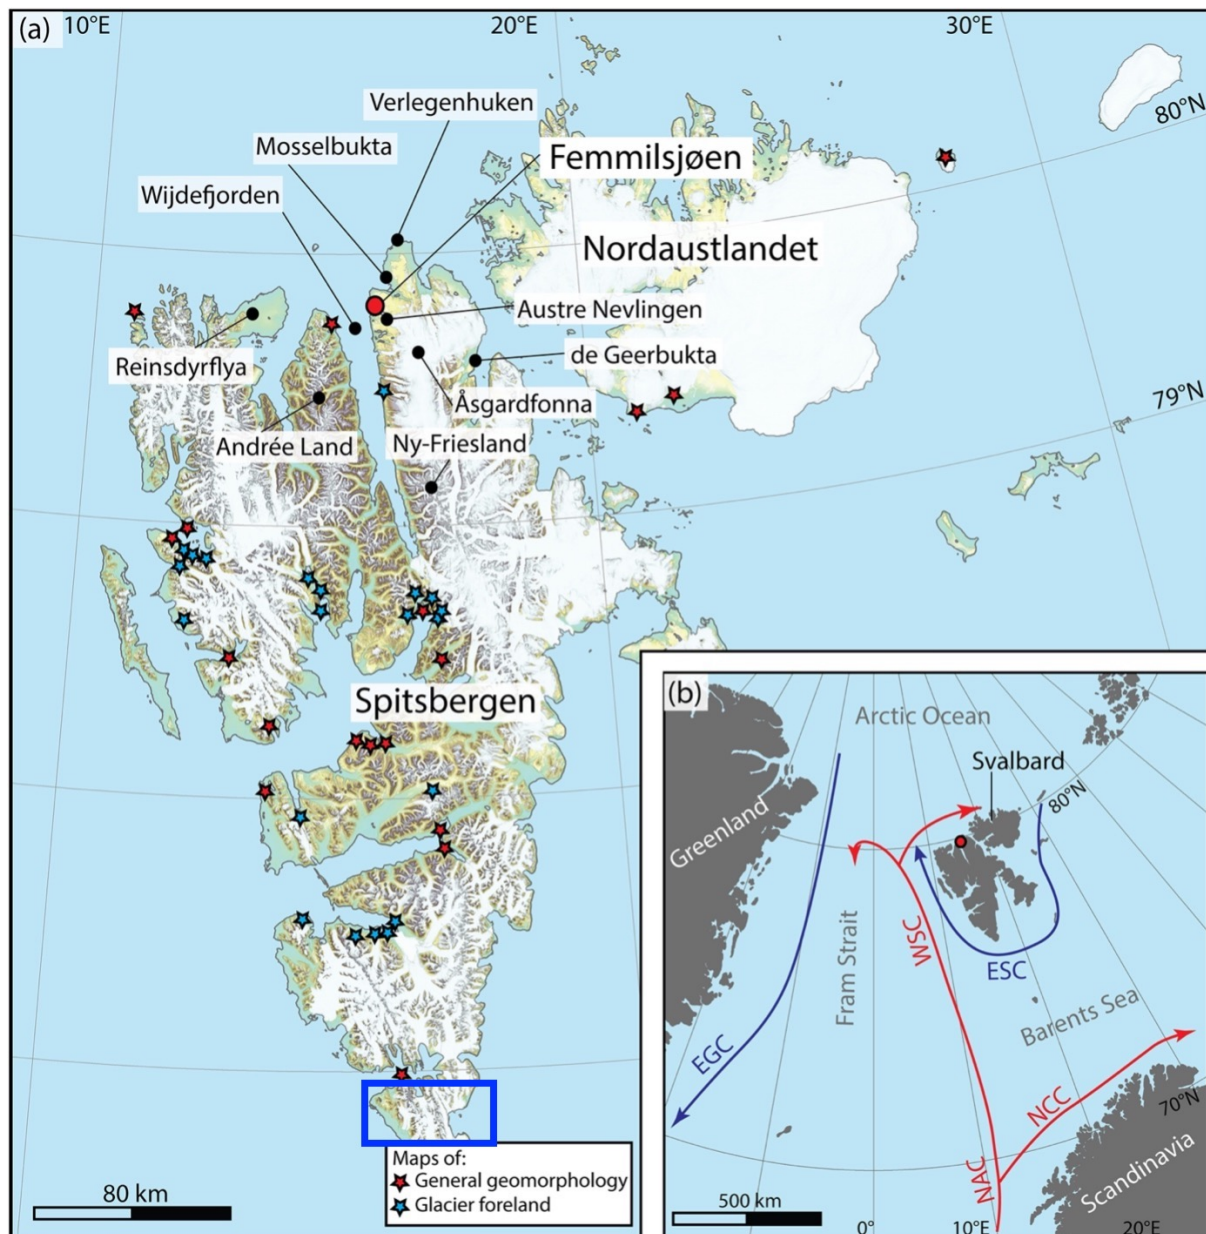 (a)
10°E
20°E
30°E
80°N
Verlegenhuken
Mosselbukta
Femmilsjøen
Wijdefjorden
Nordaustlandet
Austre Nevlingen
de Geerbukta
Reinsdyrflya
79°N
Åsgardfonna
Andrée Land
Ny-Friesland
Spitsbergen
Maps of:
General geomorphology
Glacier foreland
80 km
(b)
Arctic Ocean
Svalbard
80°N
Greenland
WSC
Fram Strait
ESC
Barents Sea
EGC
NCC
70°N
NAC
Scandinavia
500 km
0°
10°E
20°E